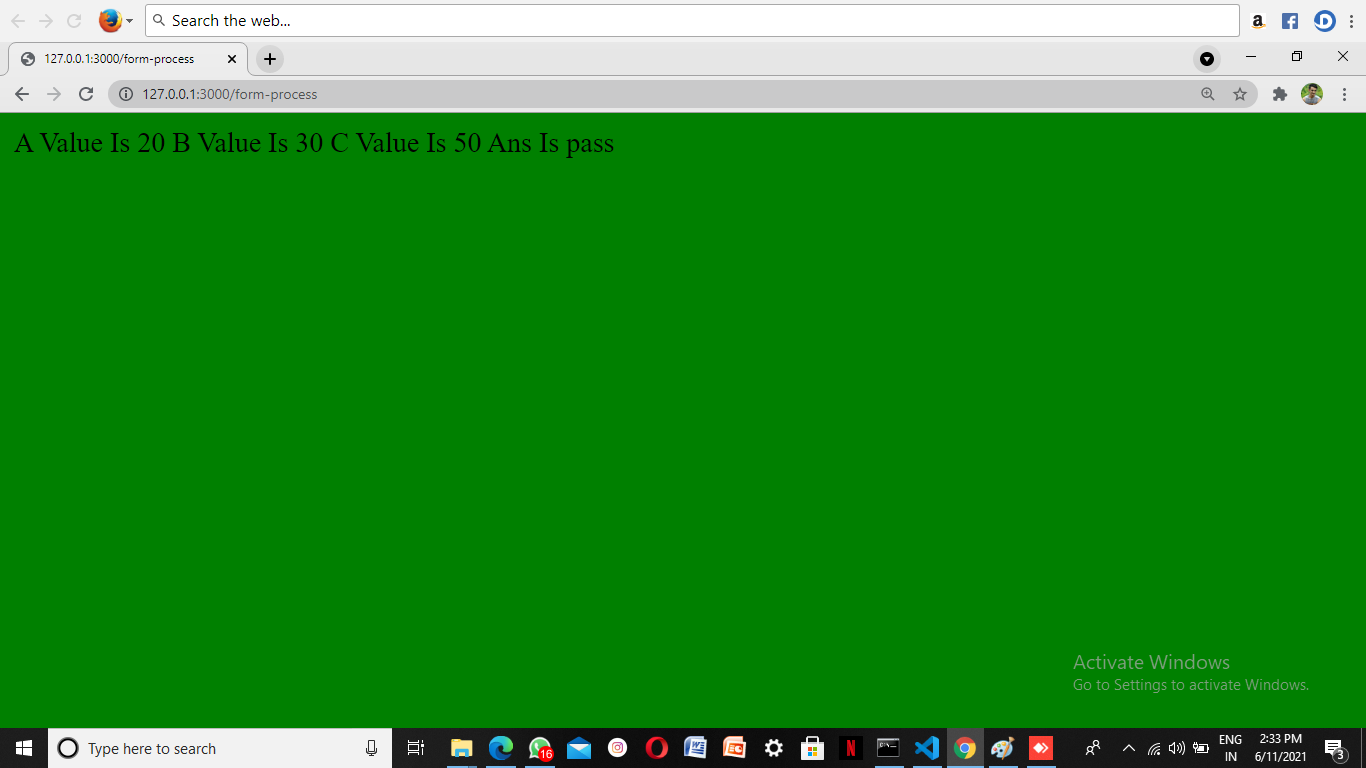 Search the web...
127.0.0.1:3000/form-process
127.0.0.1:3000/form-process
A Value Is 20 B Value Is 30 C Value Is 50 Ans Is pass
Activate Windows
Go to Settings to activate Windows.
Type here to search
16
ENG
IN
2:33 PM
6/11/2021
3